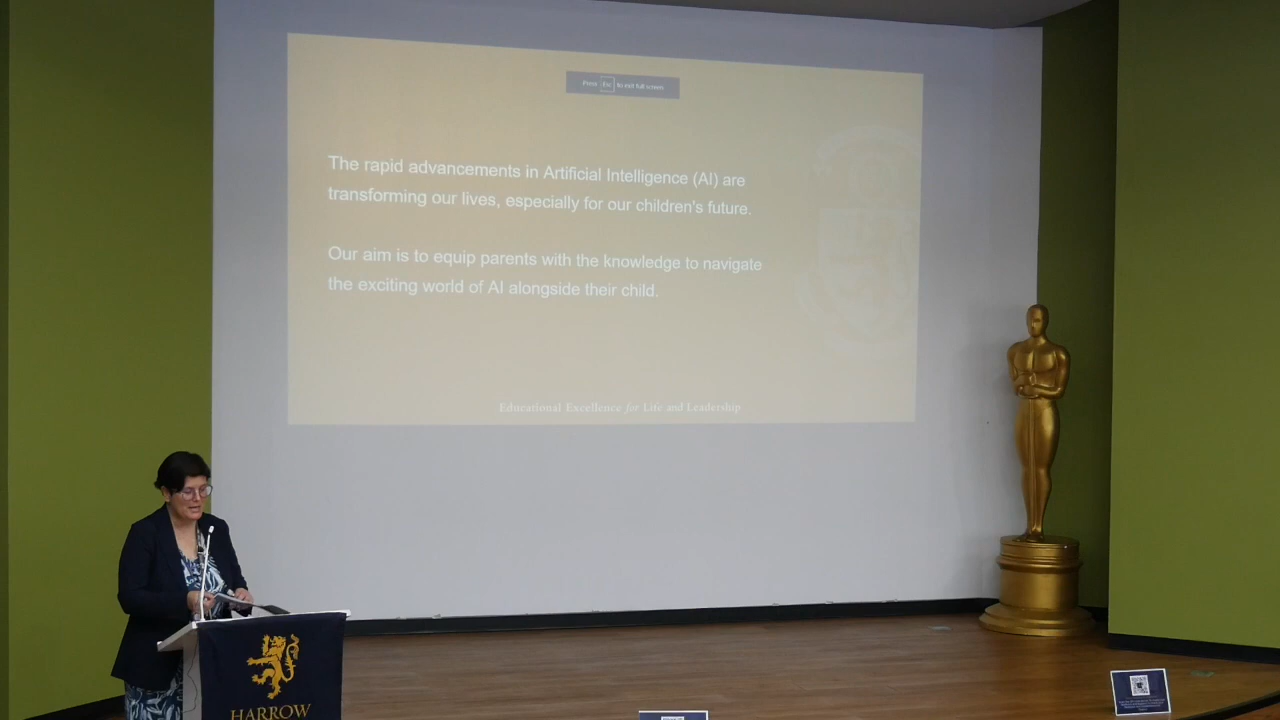 Press Esc to exit full screen
The rapid advancements in Artificial Intelligence (AI) are
transforming our lives, especially for our children's future.
Our aim is to equip parents with the knowledge to navigate
the exciting world of AI alongside their child.
Educational Excellence for Life and Leadership
HARROW